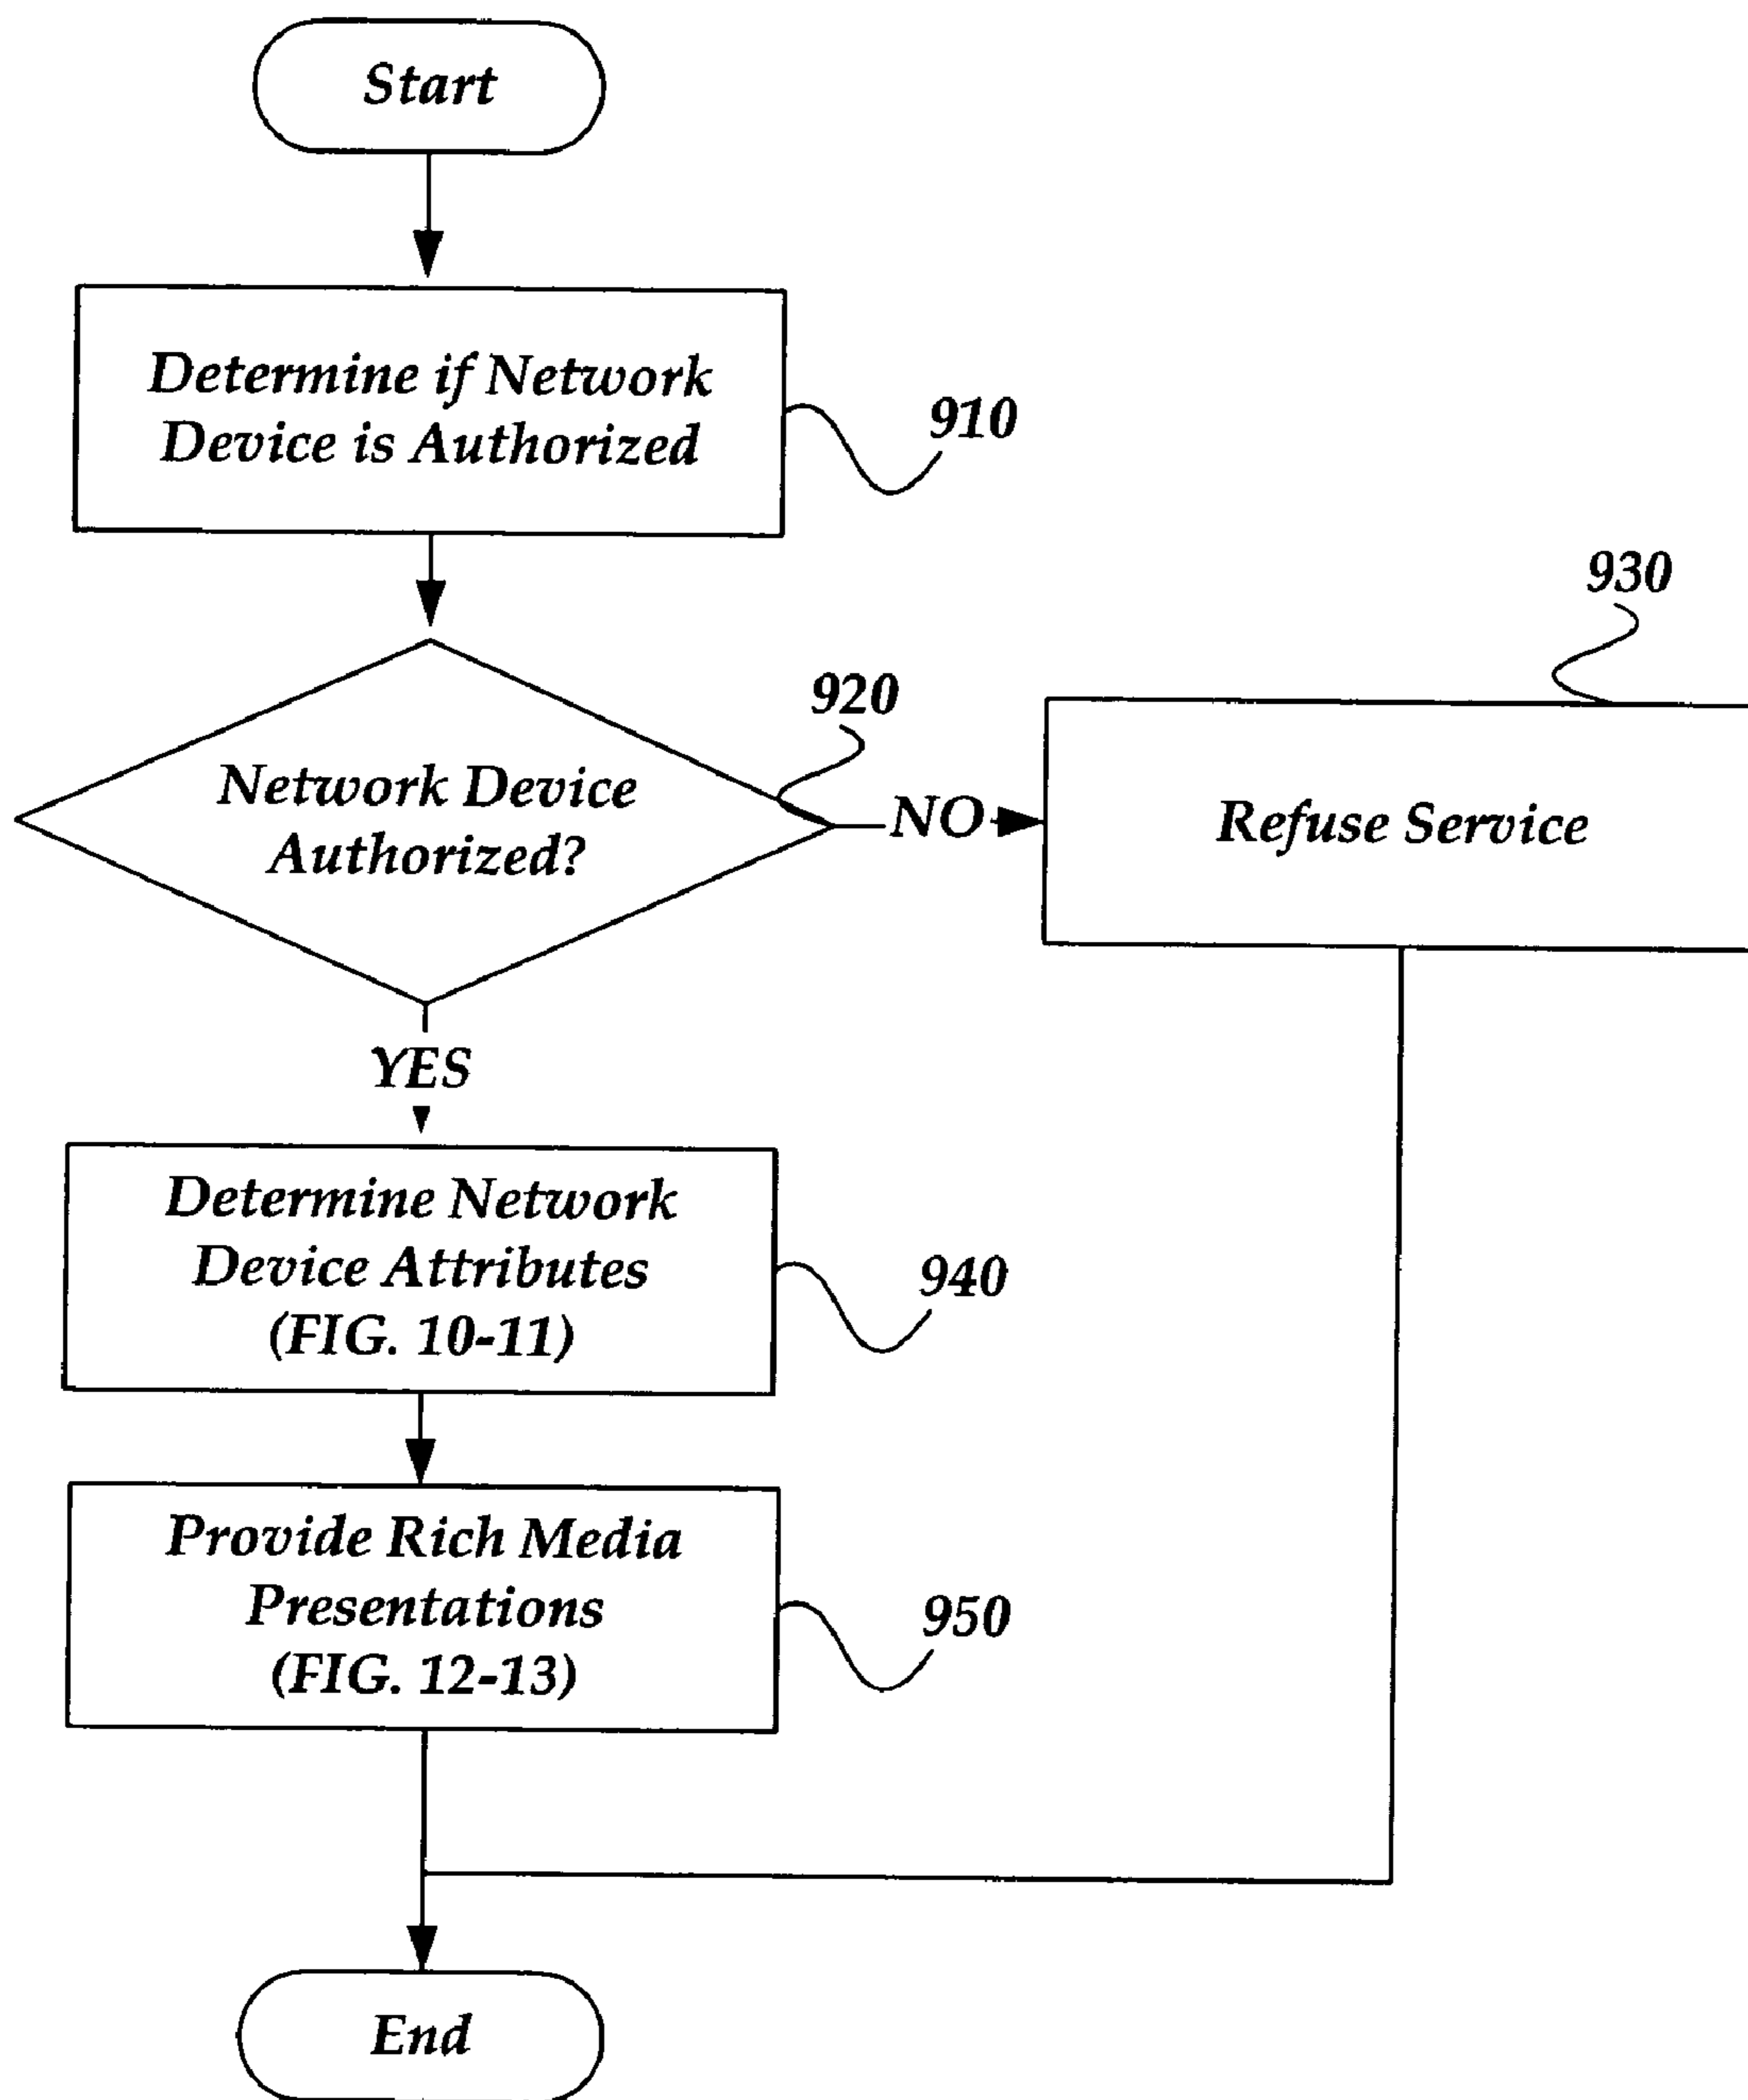 Start
Determine if Network
Device is Authorized
910
930
920
Network Device
Authorized?
NO
Refuse Service
YES
Determine Network
Device Attributes
(FIG. 10-11)
940
Provide Rich Media
Presentations
(FIG. 12-13)
950
End